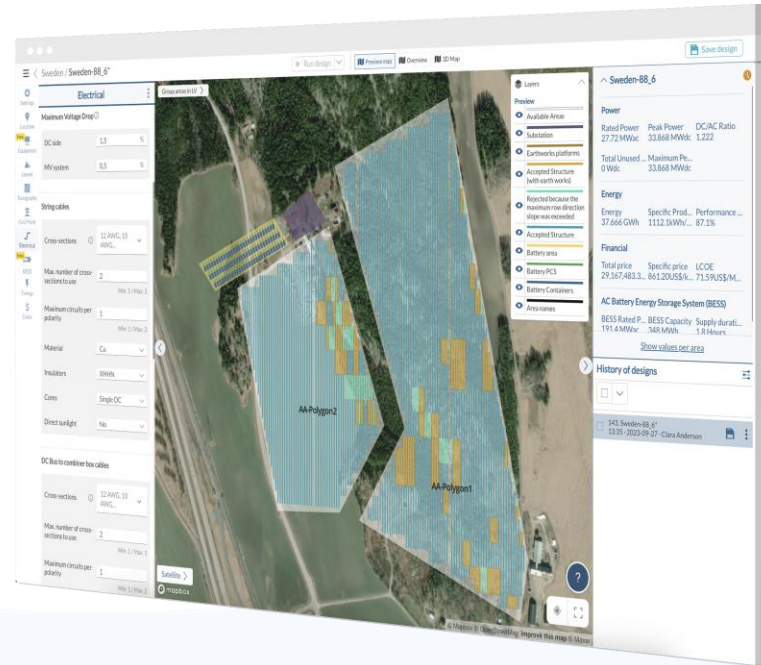 Sweden / Sweden-88_6*
Run design
Preview map
Overview
3D Map
Save design
Settings
Location
Equipment
Layout
Topography
Grid Point
Electrical
BESS
Energy
Costs
Electrical
Maximum Voltage Drop
DC side 1,5 %
MV system 0,5 %
String cables
Cross-sections 12 AWG, 10 AWG...
Max. number of cross-sections to use 2
Min: 1 / Max: 2
Maximum circuits per polarity 1
Min: 1 / Max: 2
Material Cu
Insulators XHHN
Cores Single DC
Direct sunlight No
DC Bus to combiner box cables
Cross-sections 12 AWG, 10 AWG...
Max. number of cross-sections to use 2
Min: 1 / Max: 2
Maximum circuits per polarity 1
Min: 1 / Max: 2
Group areas in LV
AA-Polygon2
AA-Polygon1
Satellite
mapbox
?
© Mapbox © OpenStreetMap Improve this map © Maxar
Layers
Preview
Available Areas
Substation
Earthworks platforms
Accepted Structure (with earth works)
Rejected because the maximum row direction slope was exceeded
Accepted Structure
Battery area
Battery PCS
Battery Containers
Area names
Sweden-88_6
Power
Rated Power Peak Power DC/AC Ratio
27.72 MWac 33.868 MWdc 1.222
Total Unused ... Maximum Pe...
0 Wdc 33.868 MWdc
Energy
Energy Specific Prod... Performance ...
37.666 GWh 1112.1kWh/... 87.1%
Financial
Total price Specific price LCOE
29,167,483.3... 861.20US$/k... 71.59US$/M...
AC Battery Energy Storage System (BESS)
BESS Rated P... BESS Capacity Supply durati...
191.4 MWac 348 MWh 1.8 Hours
Show values per area
History of designs
143. Sweden-88_6*
13:35 - 2023-09-27 - Clara Anderson